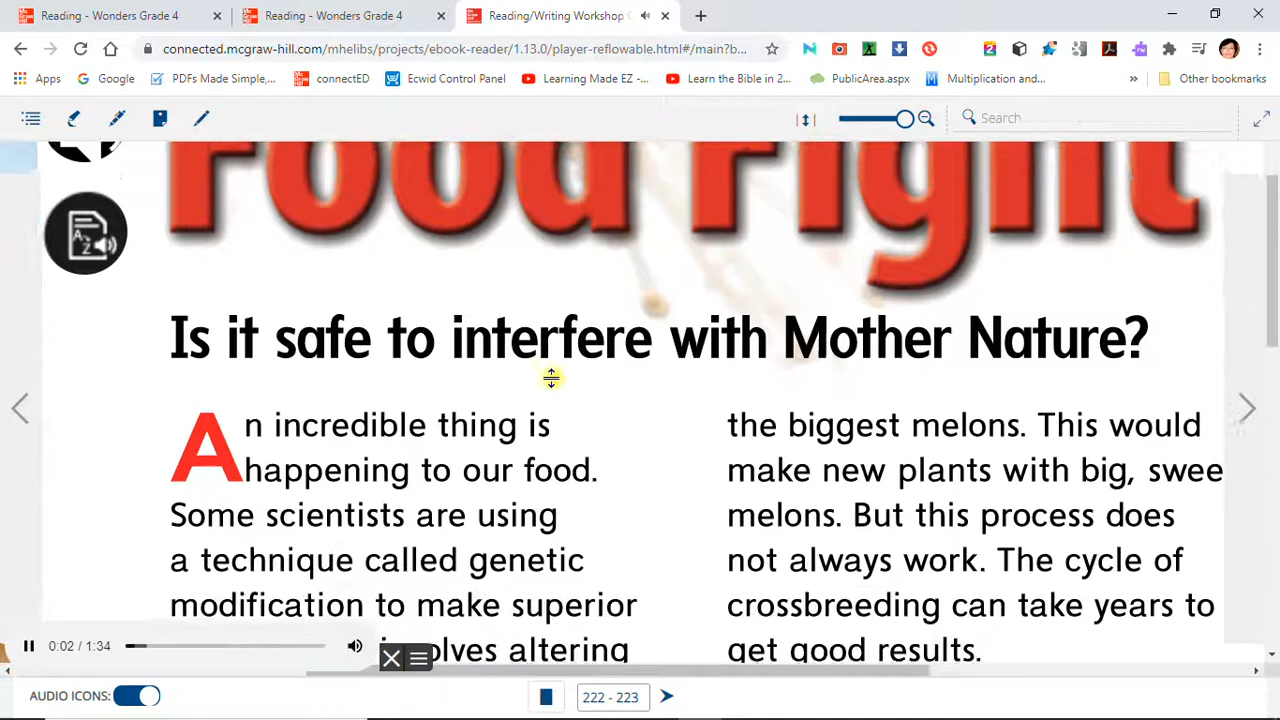 Reading - Wonders Grade 4
Reading - Wonders Grade 4
Reading/Writing Workshop
connected.mcgraw-hill.com/mhelibs/projects/ebook-reader/1.13.0/player-reflowable.html#/main?b...
Apps
Google
PDFs Made Simple,...
connectED
Ecwid Control Panel
Learning Made EZ -...
Learn the Bible in 2...
PublicArea.aspx
Multiplication and...
»
Other bookmarks
Search
Food Fight
Is it safe to interfere with Mother Nature?
An incredible thing is
happening to our food.
Some scientists are using
a technique called genetic
modification to make superior
olves altering
the biggest melons. This would
make new plants with big, swee
melons. But this process does
not always work. The cycle of
crossbreeding can take years to
get good results.
0:02 / 1:34
AUDIO ICONS:
222 - 223